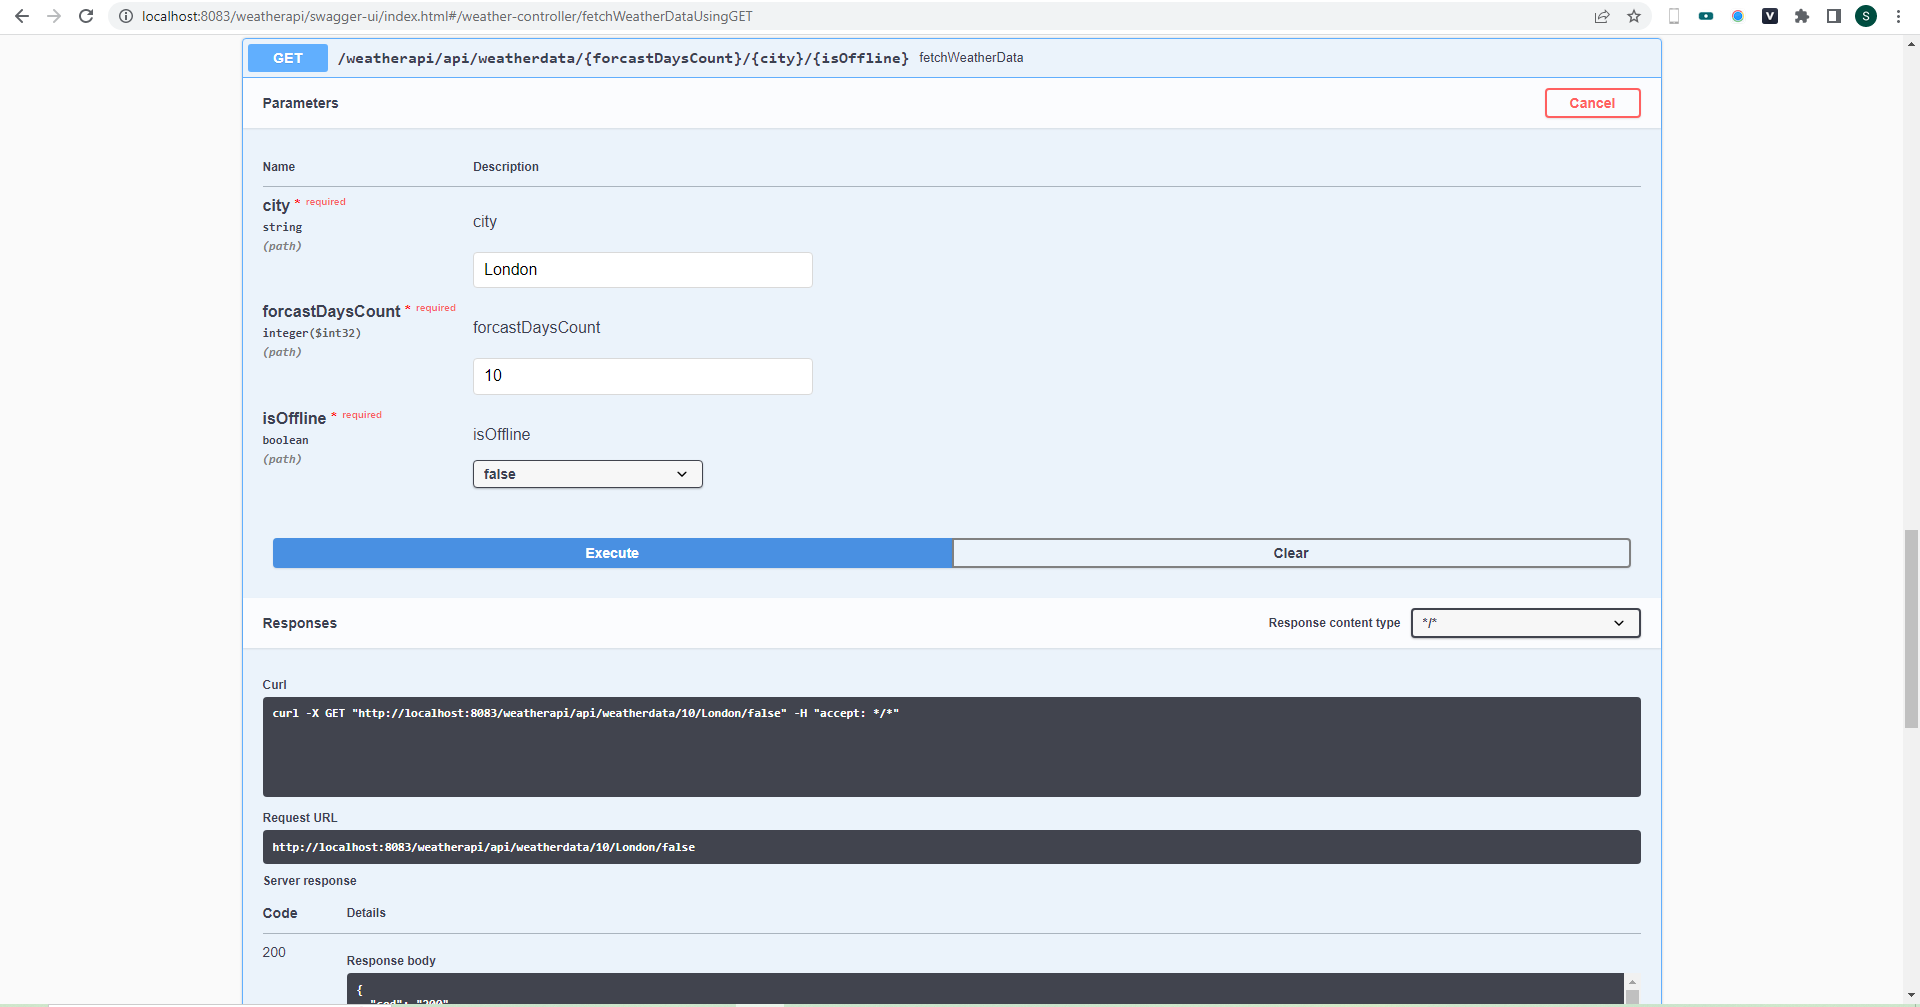 localhost:8083/weatherapi/swagger-ui/index.html#/weather-controller/fetchWeatherDataUsingGET
V
S
GET /weatherapi/api/weatherdata/{forcastDaysCount}/{city}/{isOffline} fetchWeatherData
Parameters Cancel
Name Description
city * required
string
(path)
city
London
forcastDaysCount * required
integer($int32)
(path)
forcastDaysCount
10
isOffline * required
boolean
(path)
isOffline
false
Execute Clear
Responses Response content type */*
Curl
curl -X GET "http://localhost:8083/weatherapi/api/weatherdata/10/London/false" -H "accept: */*"
Request URL
http://localhost:8083/weatherapi/api/weatherdata/10/London/false
Server response
Code Details
200
Response body
{
"cod": "200"